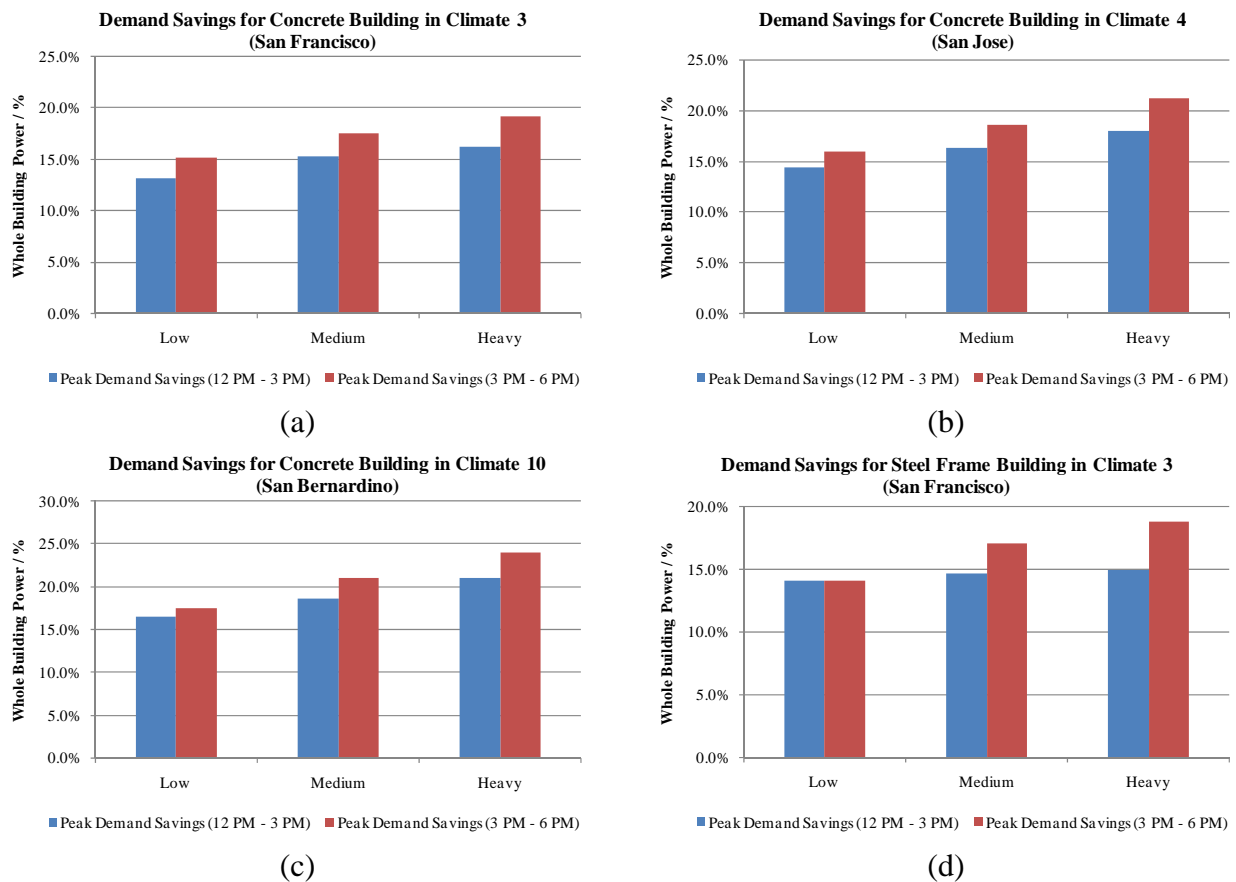 Demand Savings for Concrete Building in Climate 3
(San Francisco)
Whole Building Power / %
25.0%
20.0%
15.0%
10.0%
5.0%
0.0%
Low Medium Heavy
Peak Demand Savings (12 PM - 3 PM) Peak Demand Savings (3 PM - 6 PM)
(a)
Demand Savings for Concrete Building in Climate 4
(San Jose)
Whole Building Power / %
25.0%
20.0%
15.0%
10.0%
5.0%
0.0%
Low Medium Heavy
Peak Demand Savings (12 PM - 3 PM) Peak Demand Savings (3 PM - 6 PM)
(b)
Demand Savings for Concrete Building in Climate 10
(San Bernardino)
Whole Building Power / %
30.0%
25.0%
20.0%
15.0%
10.0%
5.0%
0.0%
Low Medium Heavy
Peak Demand Savings (12 PM - 3 PM) Peak Demand Savings (3 PM - 6 PM)
(c)
Demand Savings for Steel Frame Building in Climate 3
(San Francisco)
Whole Building Power / %
20.0%
15.0%
10.0%
5.0%
0.0%
Low Medium Heavy
Peak Demand Savings (12 PM - 3 PM) Peak Demand Savings (3 PM - 6 PM)
(d)